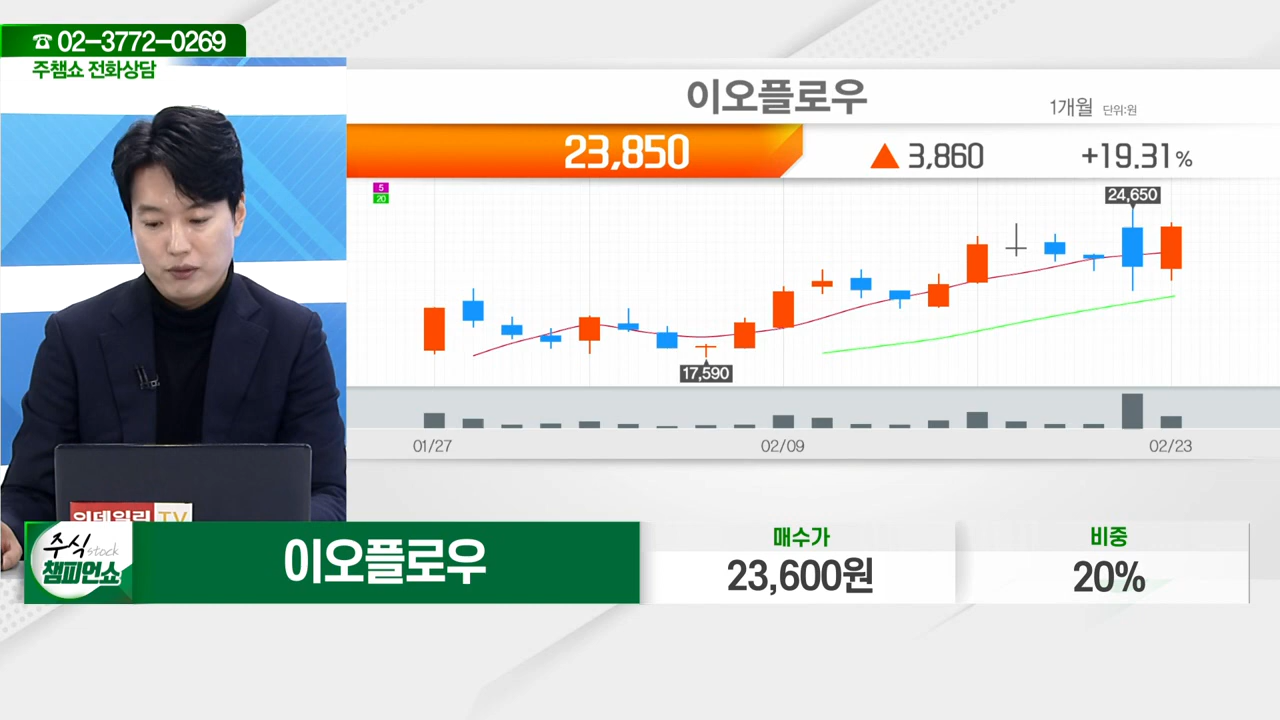 ☎ 02-3772-0269
주챔쇼 전화상담
이오플로우
1개월 단위:원
23,850 ▲ 3,860 +19.31%
5
20
24,650
17,590
01/27 02/09 02/23
이데일리 TV
주식 stock
챔피언쇼
이오플로우
매수가
23,600원
비중
20%